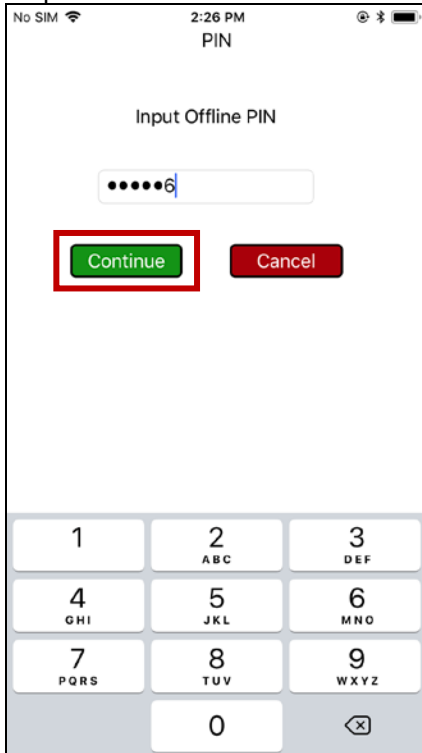 No SIM 2:26 PM
PIN
Input Offline PIN
•••••6
Continue Cancel
1 2 3
ABC DEF
4 5 6
GHI JKL MNO
7 8 9
PQRS TUV WXYZ
0